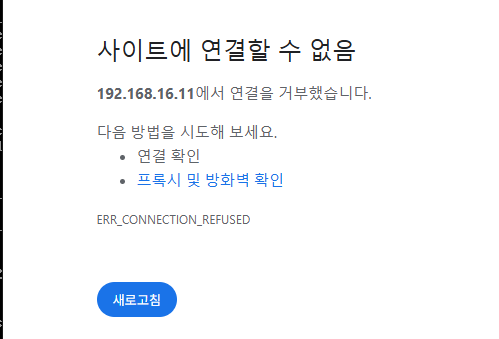 사이트에 연결할 수 없음
192.168.16.11에서 연결을 거부했습니다.
다음 방법을 시도해 보세요.
• 연결 확인
• 프록시 및 방화벽 확인
ERR_CONNECTION_REFUSED
새로고침